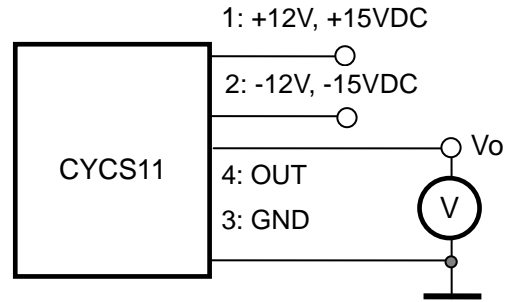 1: +12V, +15VDC
2: -12V, -15VDC
Vo
CYCS11
4: OUT
V
3: GND